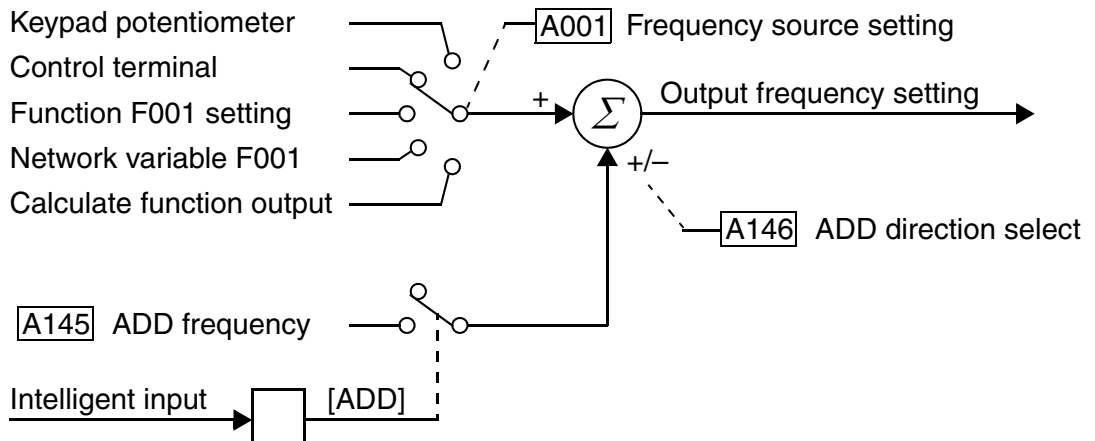 Keypad potentiometer
A001 Frequency source setting
Control terminal
Function F001 setting
+
Σ
Output frequency setting
Network variable F001
+/−
Calculate function output
A146 ADD direction select
A145 ADD frequency
Intelligent input
[ADD]